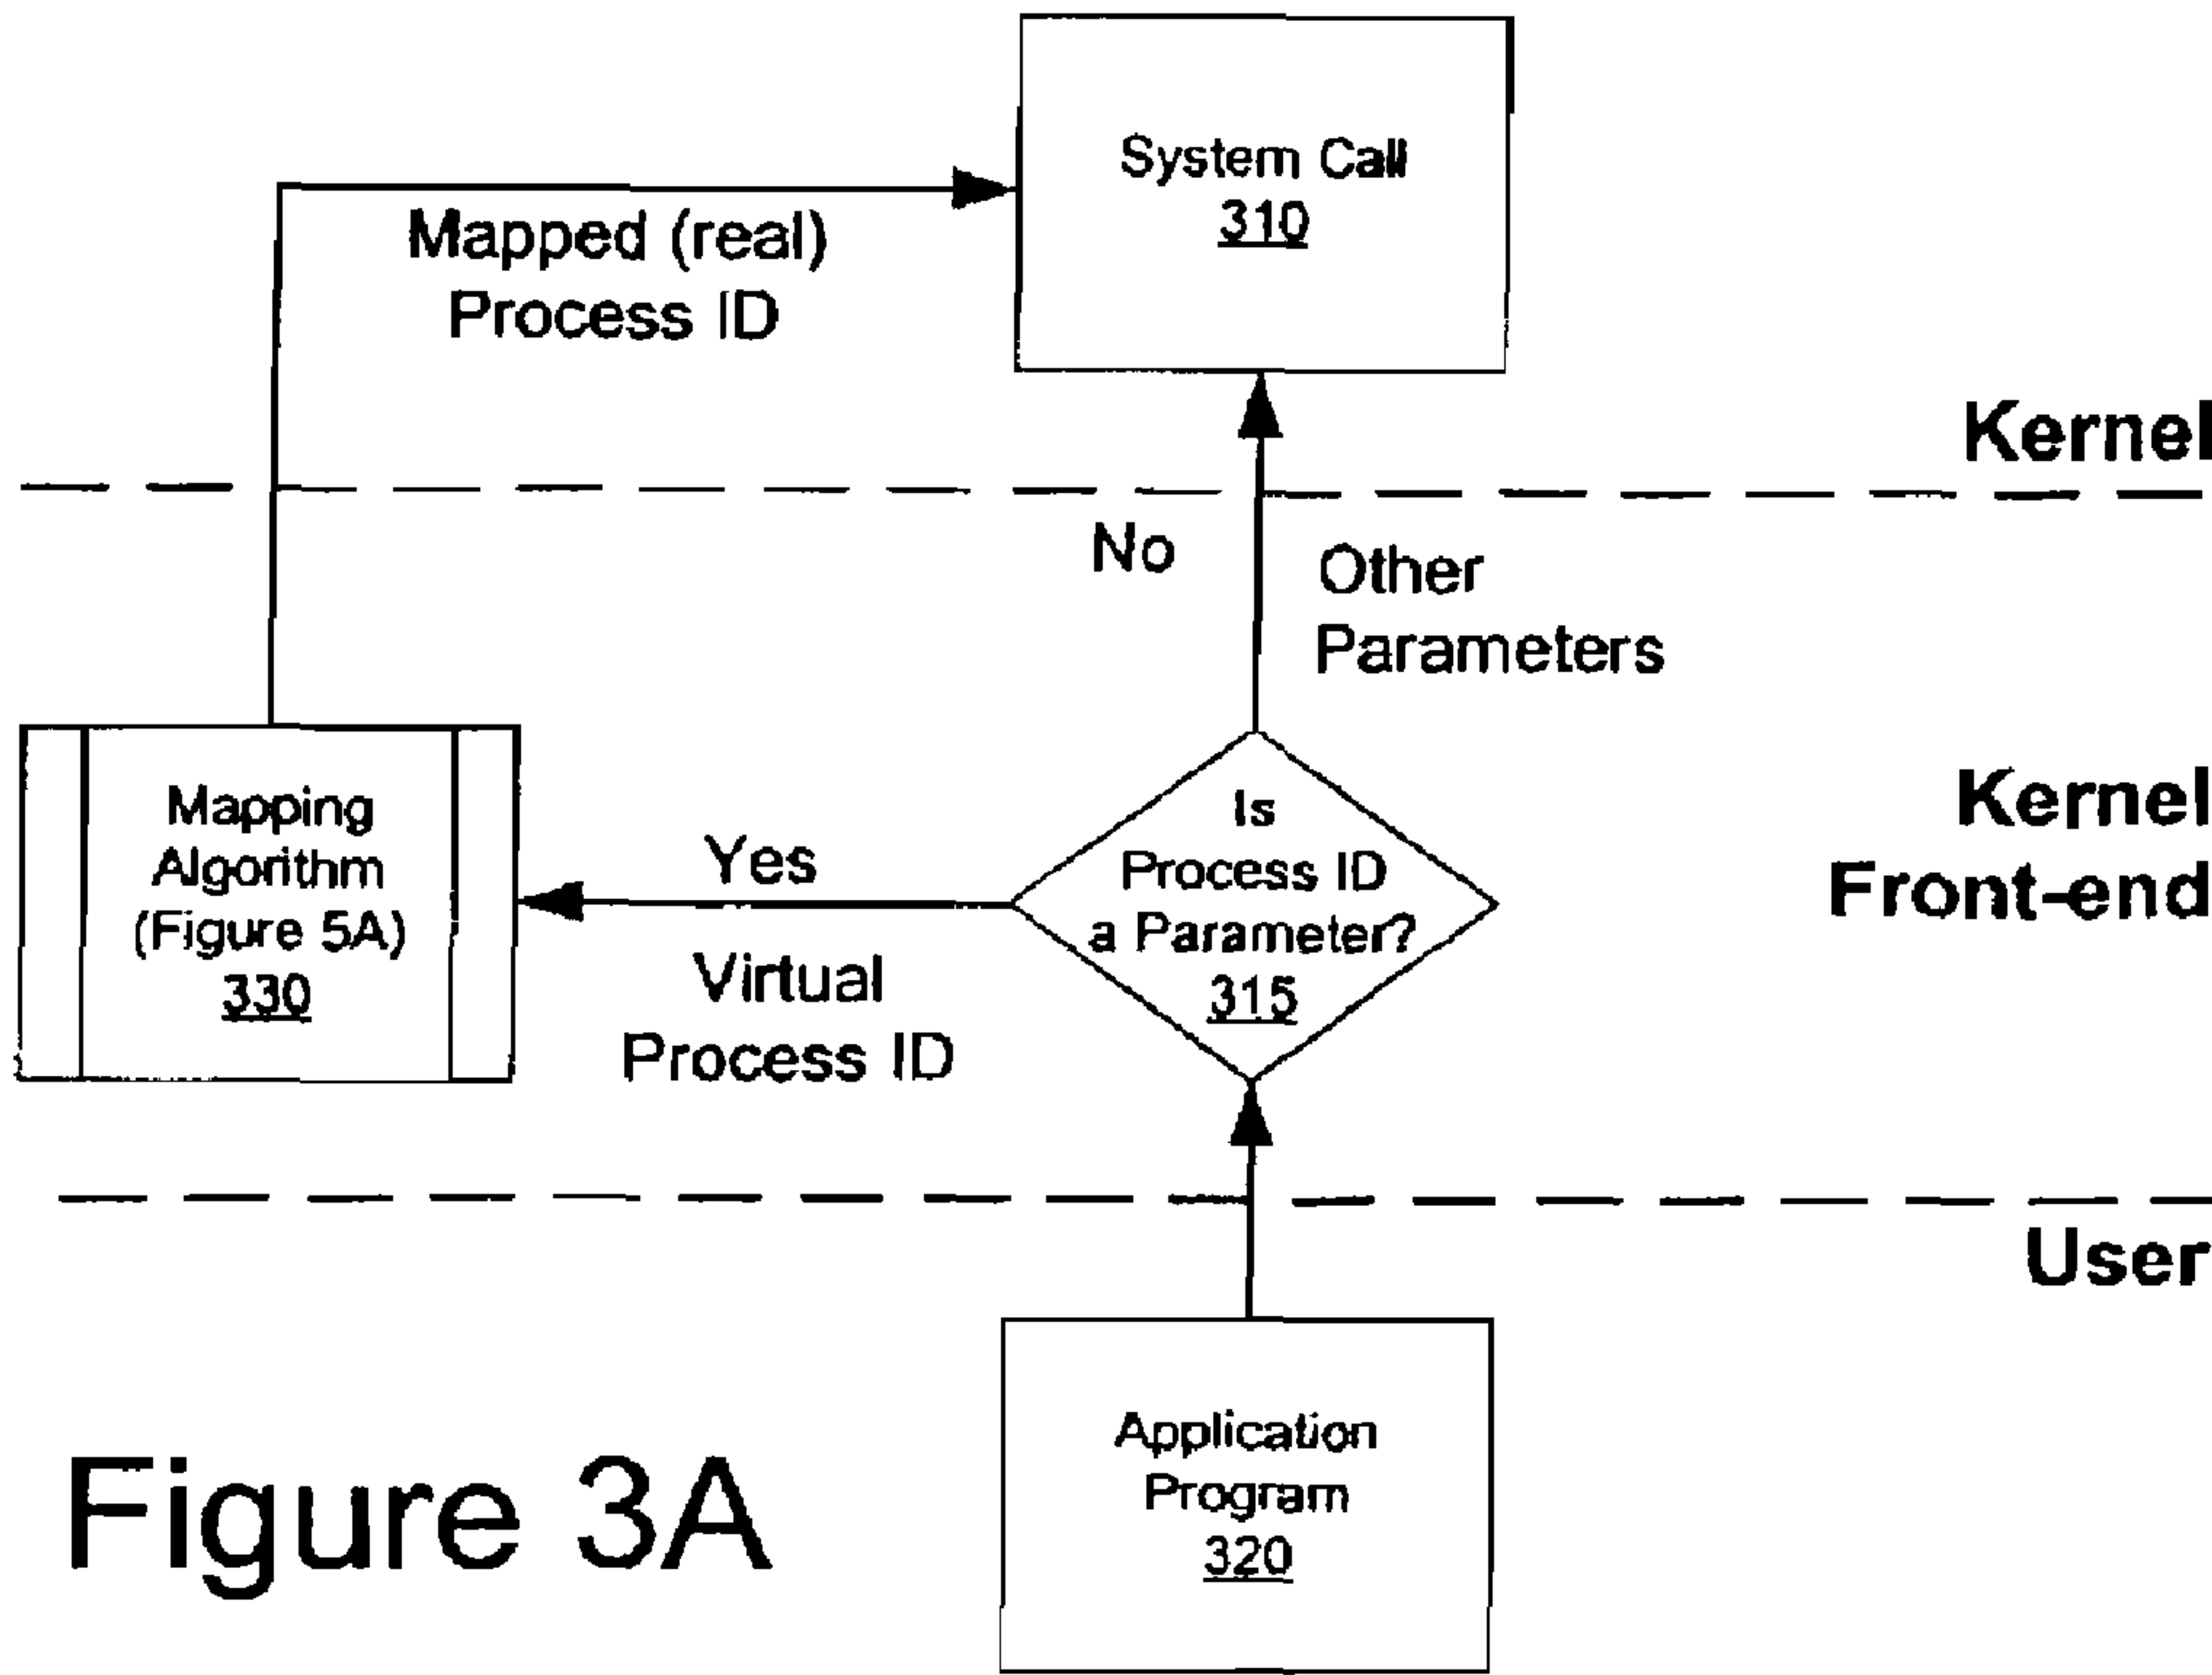 System Call
310
Mapped (real)
Process ID
Kernel
No
Other
Parameters
Mapping
Algorithm
(Figure 5A)
330
Yes
Virtual
Process ID
Is
Process ID
a Parameter?
315
Kernel
Front-end
User
Application
Program
320
Figure 3A